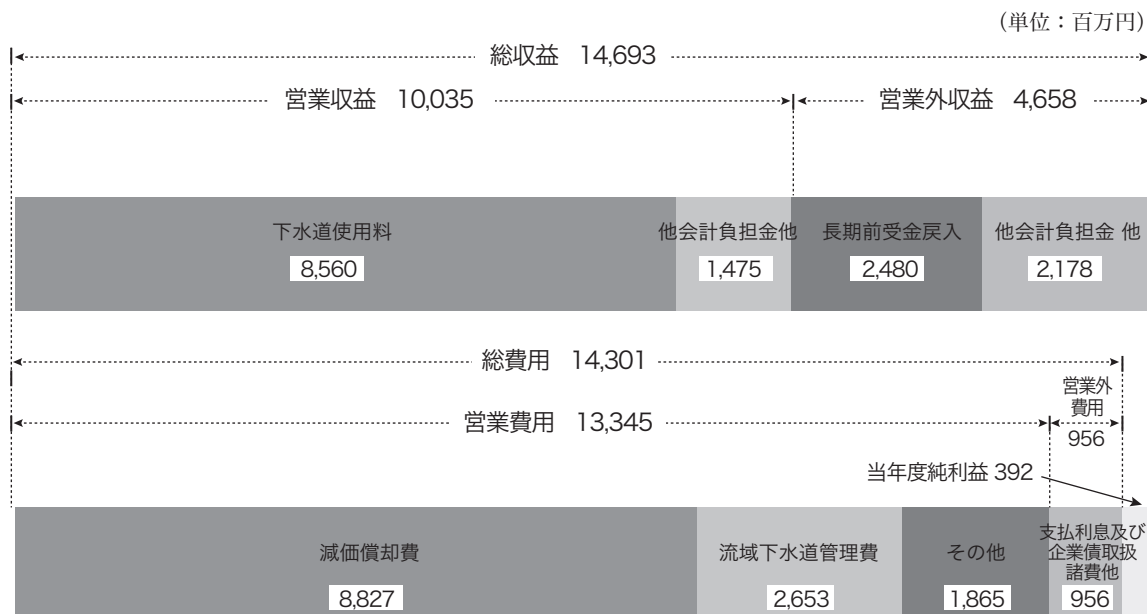 （単位：百万円）
総収益 14,693
営業収益 10,035
営業外収益 4,658
下水道使用料
8,560
他会計負担金他
1,475
長期前受金戻入
2,480
他会計負担金 他
2,178
総費用 14,301
営業費用 13,345
営業外
費用
956
当年度純利益 392
減価償却費
8,827
流域下水道管理費
2,653
その他
1,865
支払利息及び
企業債取扱
諸費他
956